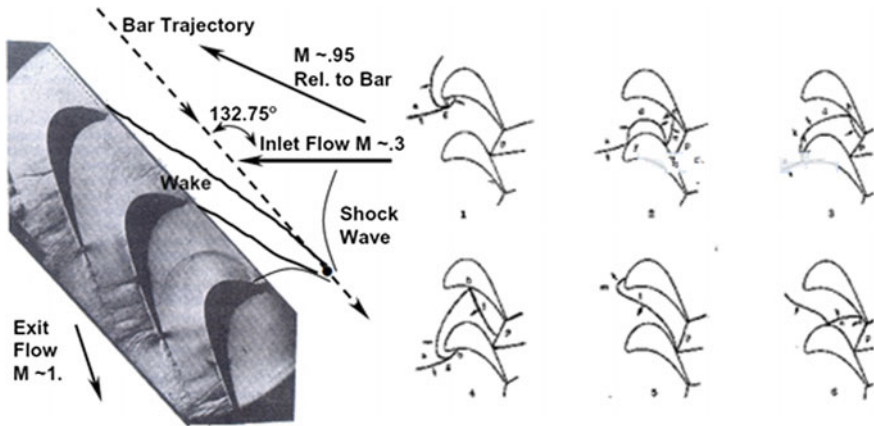 Bar Trajectory
M ~.95
Rel. to Bar
132.75°
Inlet Flow M ~.3
Wake
Shock
Wave
Exit
Flow
M ~1.
1
2
3
4
5
6